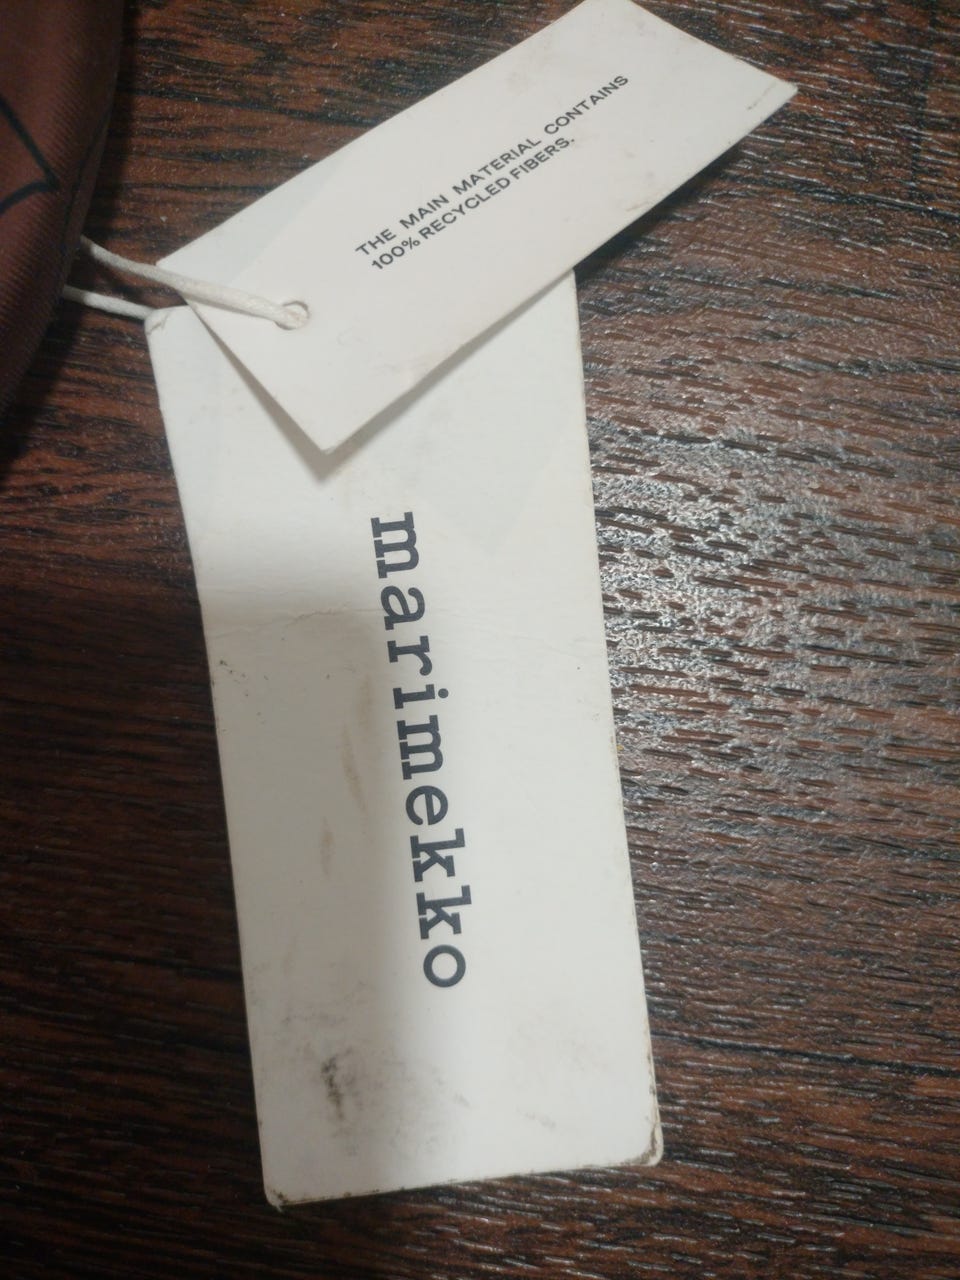 THE MAIN MATERIAL CONTAINS
100% RECYCLED FIBERS.
marimekko